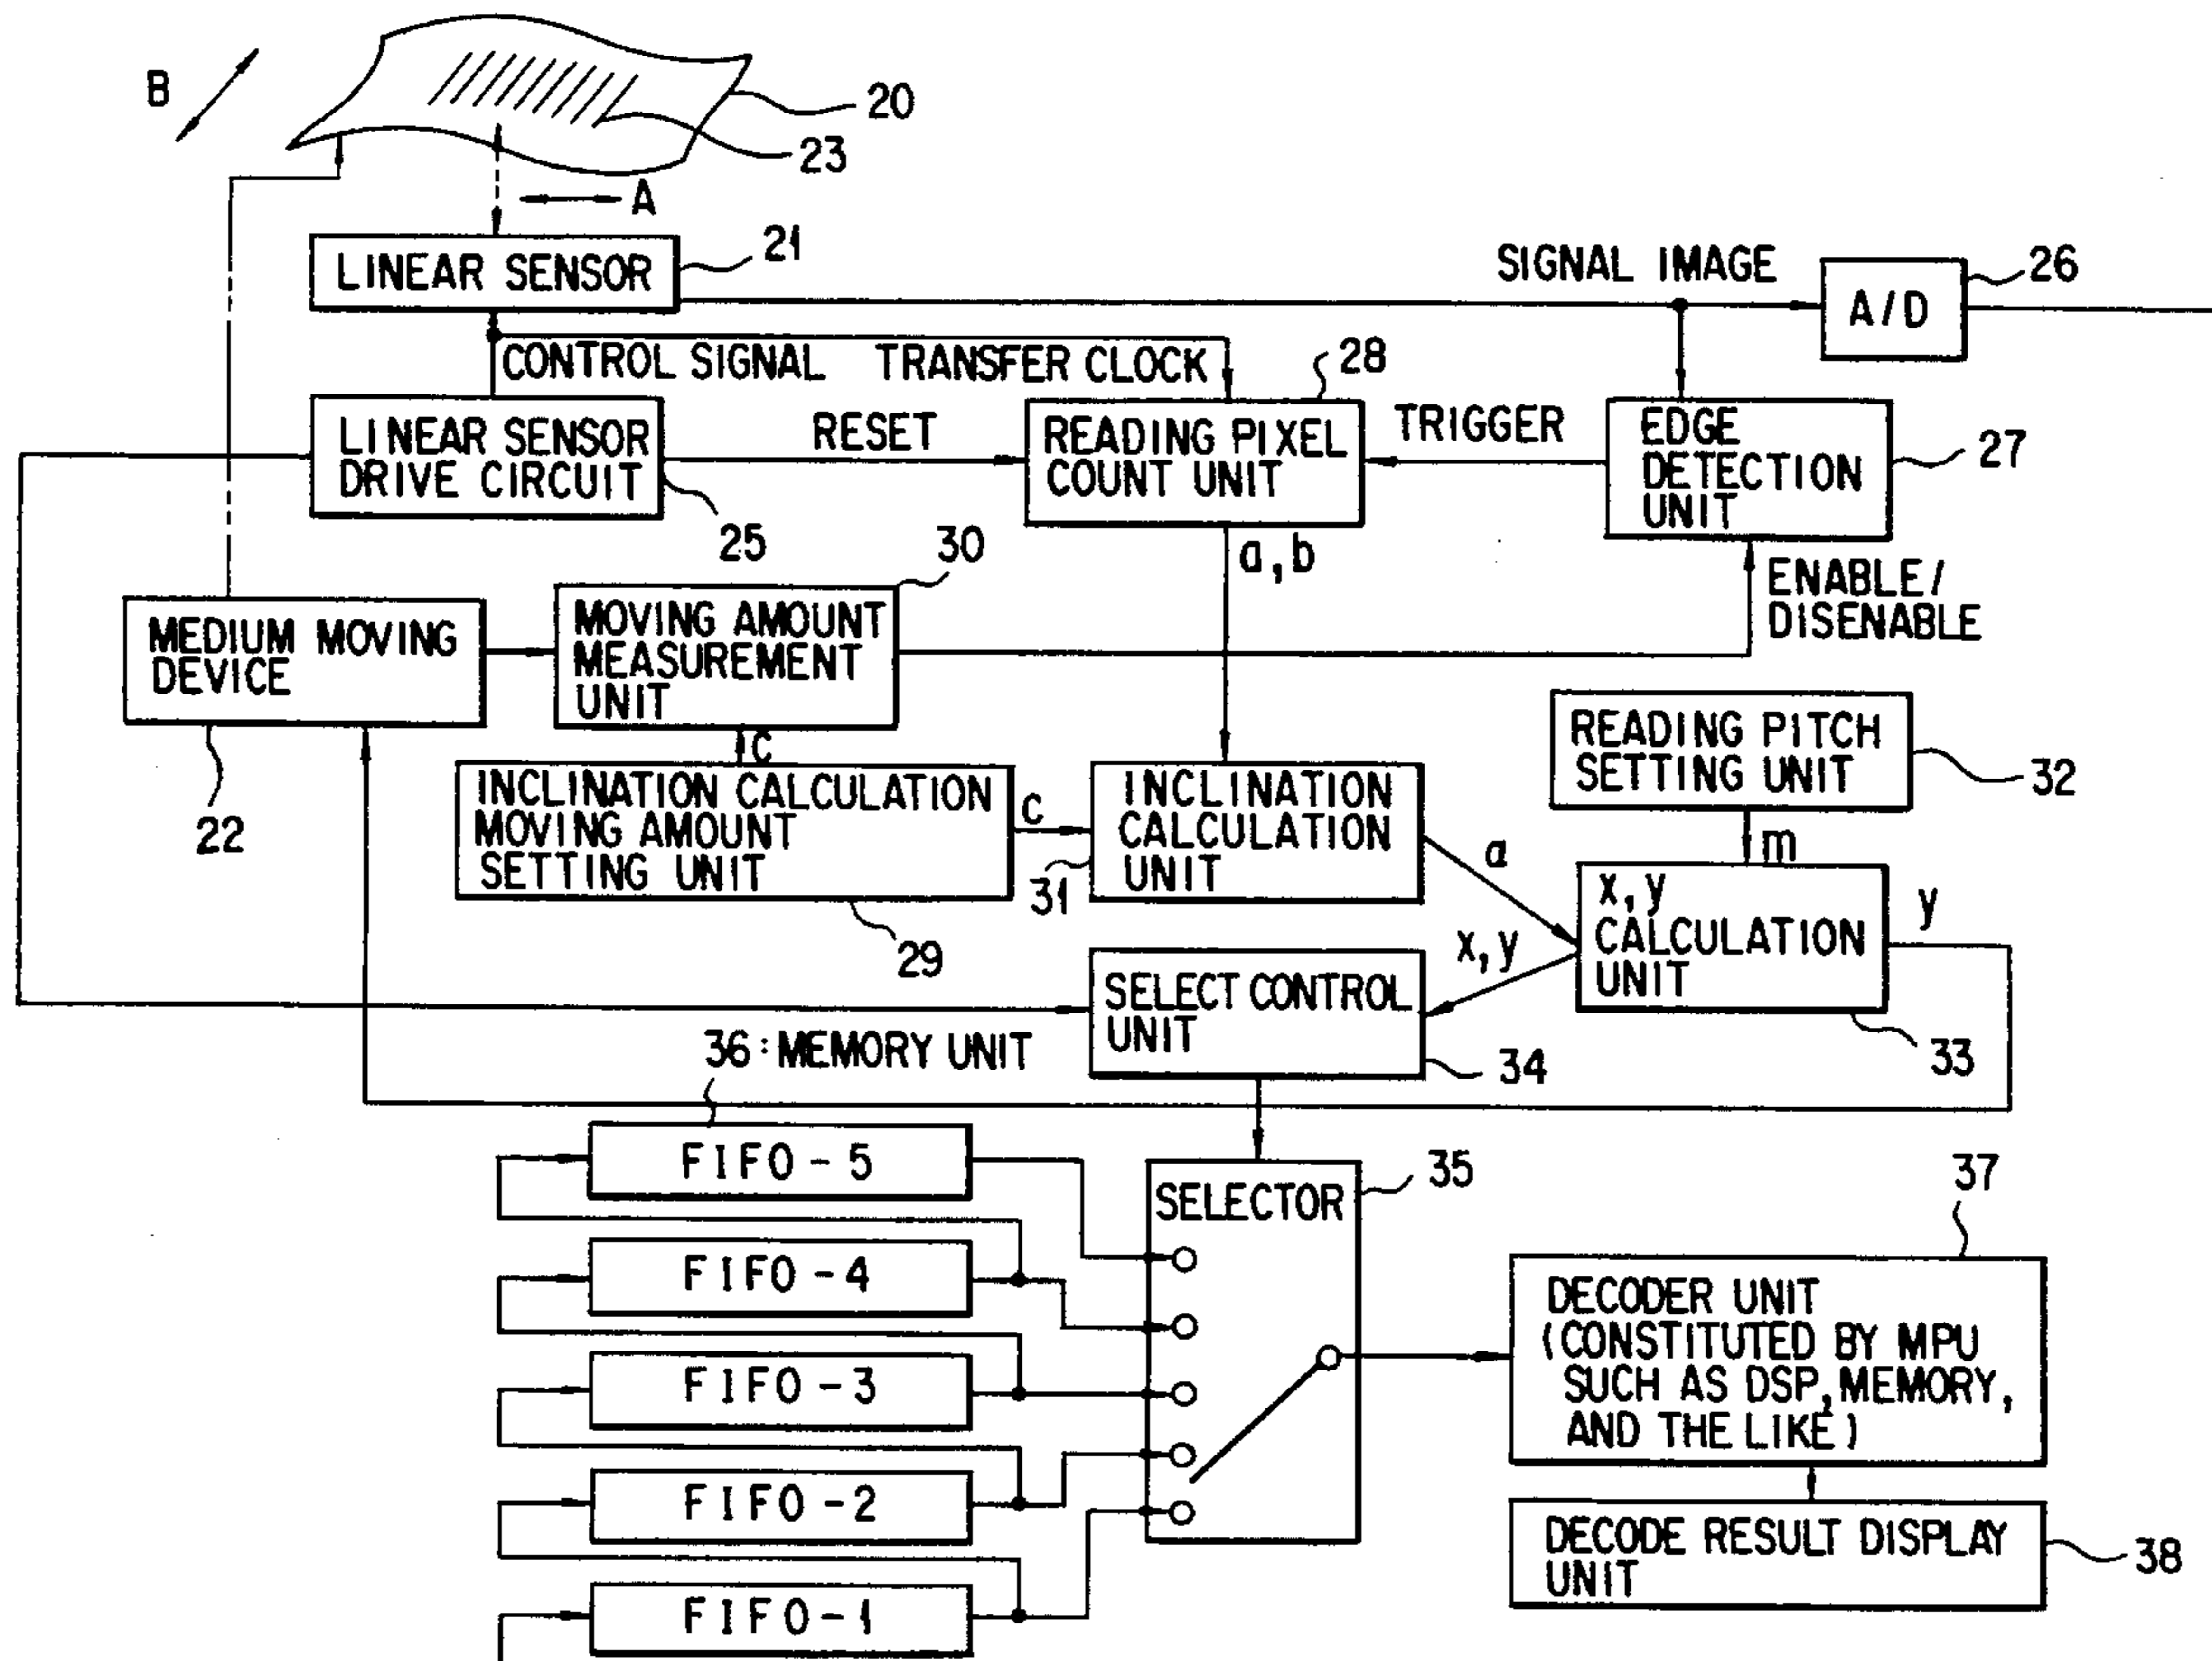 B
20
23
A
LINEAR SENSOR
21
SIGNAL IMAGE
A/D
26
CONTROL SIGNAL
TRANSFER CLOCK
28
LINEAR SENSOR
DRIVE CIRCUIT
25
RESET
READING PIXEL
COUNT UNIT
TRIGGER
EDGE
DETECTION
UNIT
27
a, b
ENABLE/
DISENABLE
30
MEDIUM MOVING
DEVICE
22
MOVING AMOUNT
MEASUREMENT
UNIT
C
READING PITCH
SETTING UNIT
32
INCLINATION CALCULATION
MOVING AMOUNT
SETTING UNIT
29
C
INCLINATION
CALCULATION
UNIT
31
α
m
x, y
CALCULATION
UNIT
33
y
x, y
SELECT CONTROL
UNIT
34
36 : MEMORY UNIT
FIFO-5
FIFO-4
FIFO-3
FIFO-2
FIFO-1
SELECTOR
35
37
DECODER UNIT
(CONSTITUTED BY MPU
SUCH AS DSP, MEMORY,
AND THE LIKE)
DECODE RESULT DISPLAY
UNIT
38